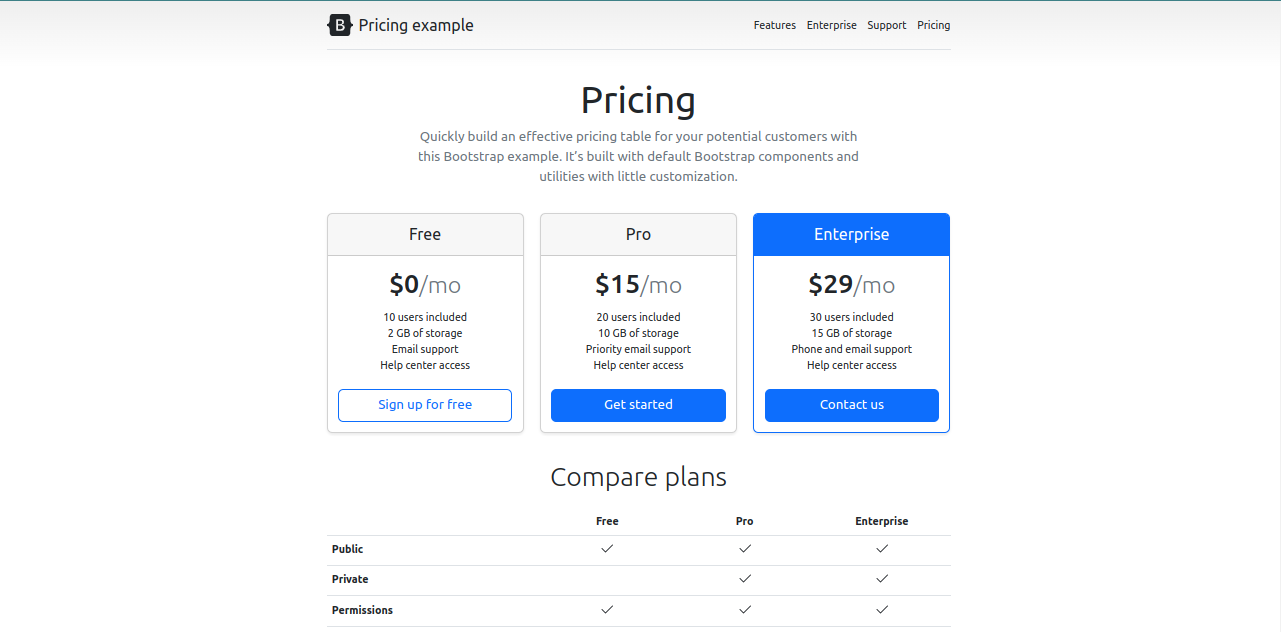 B Pricing example
Features Enterprise Support Pricing
Pricing
Quickly build an effective pricing table for your potential customers with
this Bootstrap example. It’s built with default Bootstrap components and
utilities with little customization.
Free
$0/mo
10 users included
2 GB of storage
Email support
Help center access
Sign up for free
Pro
$15/mo
20 users included
10 GB of storage
Priority email support
Help center access
Get started
Enterprise
$29/mo
30 users included
15 GB of storage
Phone and email support
Help center access
Contact us
Compare plans
Free Pro Enterprise
Public
Private
Permissions